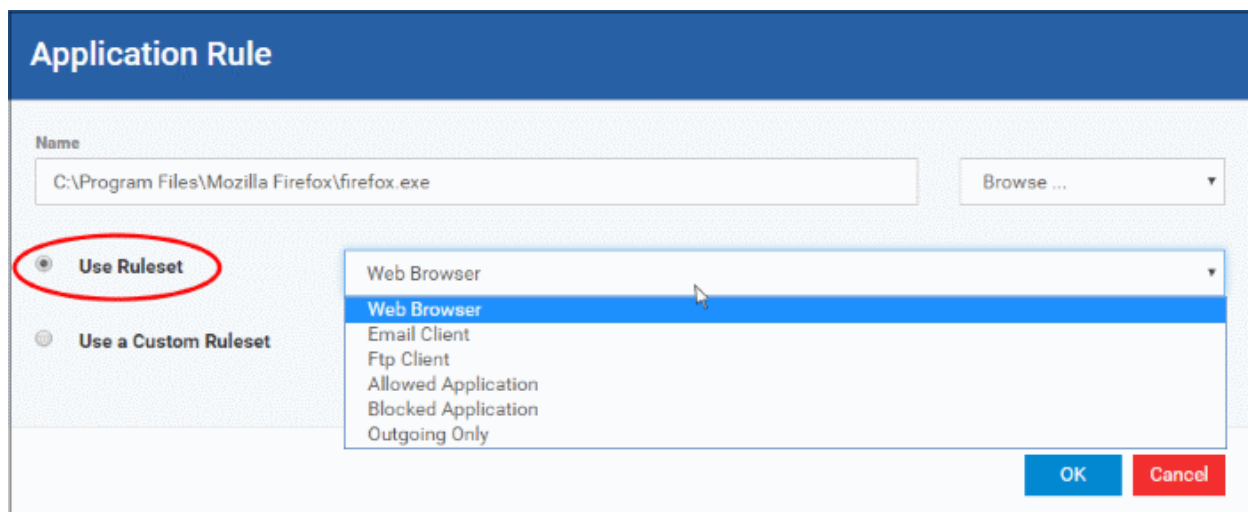 Application Rule
Name
C:\Program Files\Mozilla Firefox\firefox.exe
Browse ...
Use Ruleset
Web Browser
Web Browser
Email Client
Use a Custom Ruleset
Ftp Client
Allowed Application
Blocked Application
Outgoing Only
OK
Cancel